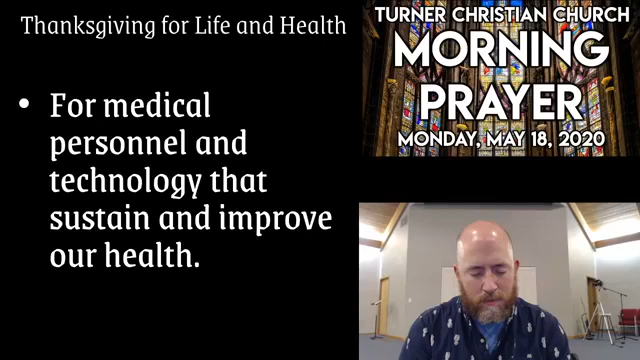 Thanksgiving for Life and Health
• For medical
personnel and
technology that
sustain and improve
our health.
TURNER CHRISTIAN CHURCH
MORNING
PRAYER
MONDAY, MAY 18, 2020